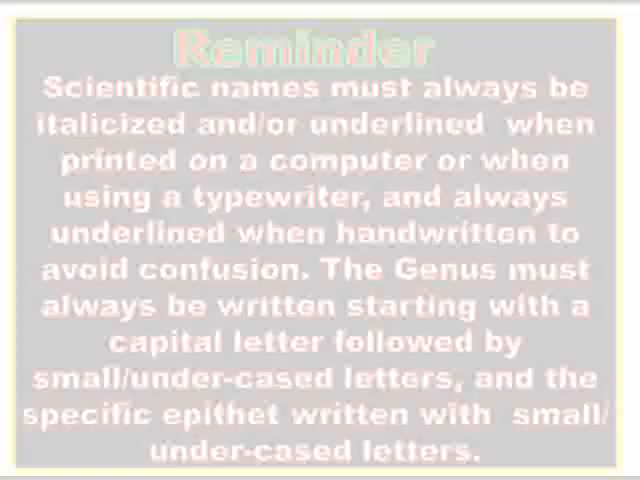 Reminder
Scientific names must always be
italicized and/or underlined when
printed on a computer or when
using a typewriter, and always
underlined when handwritten to
avoid confusion. The Genus must
always be written starting with a
capital letter followed by
small/under-cased letters, and the
specific epithet written with small/
under-cased letters.